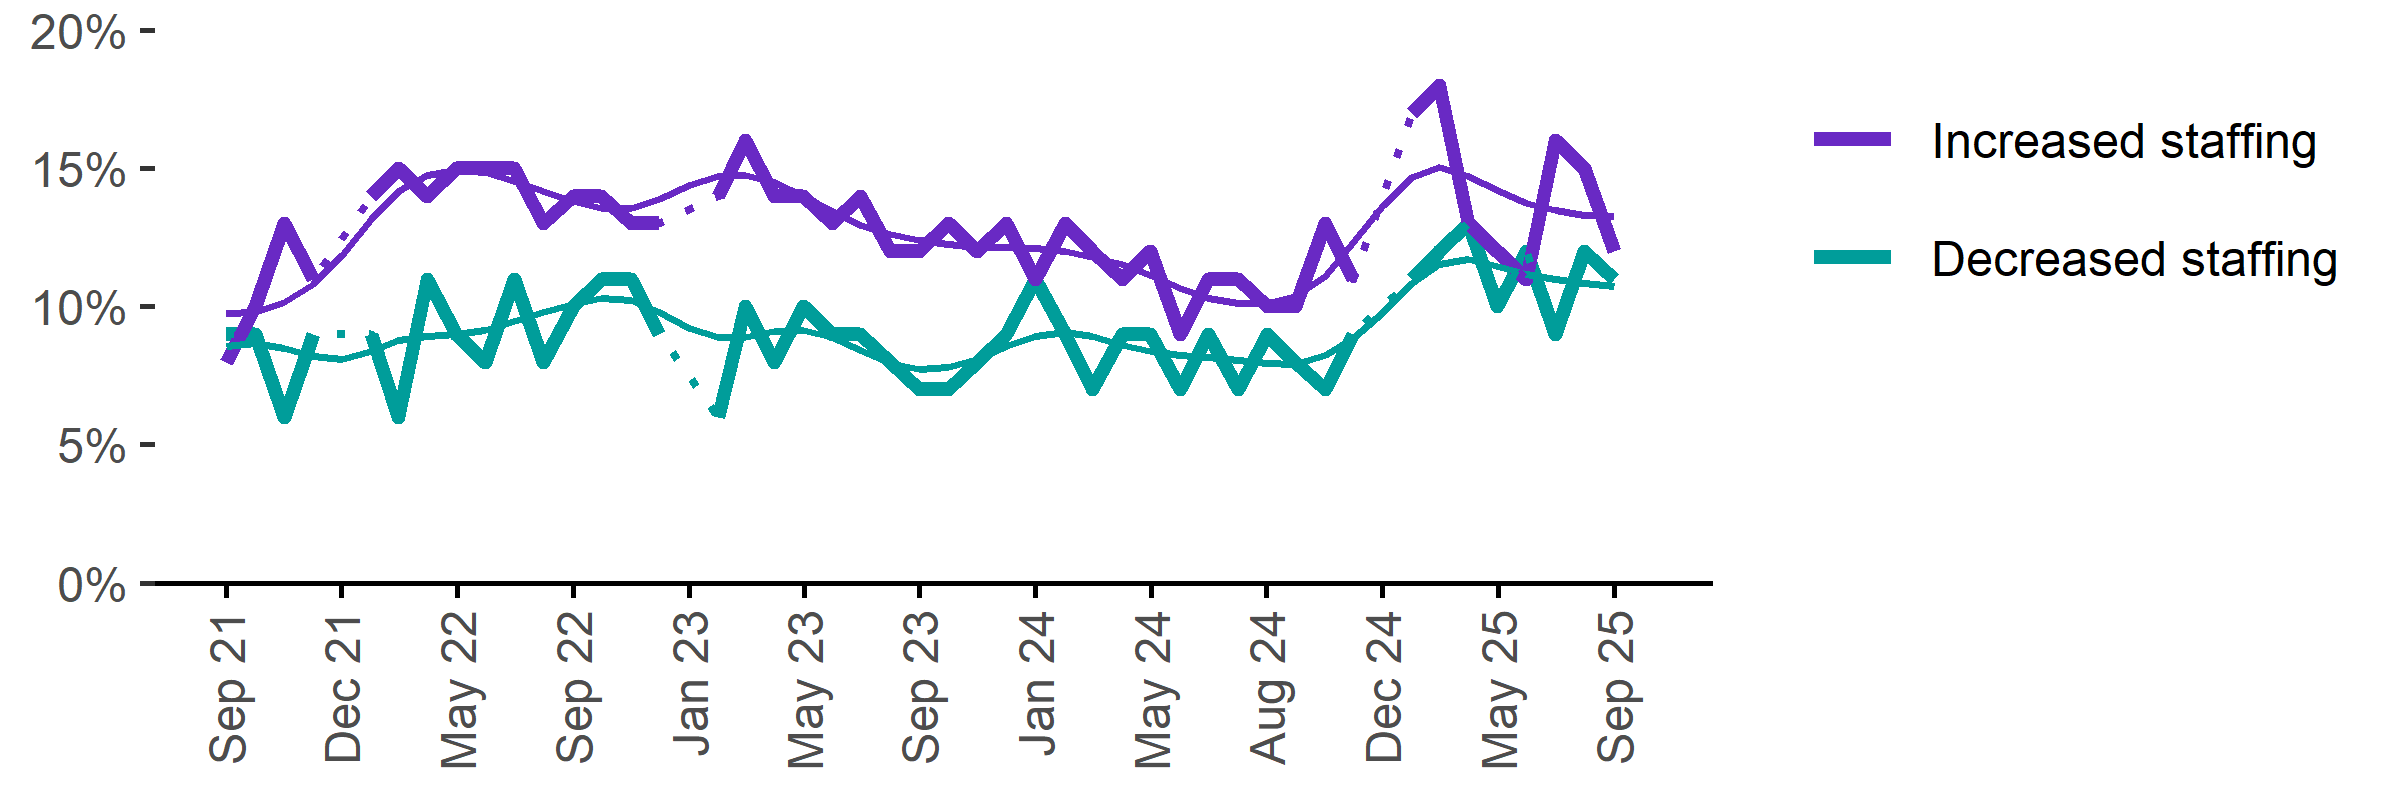 20%
15%
10%
5%
0%
Sep 21
Dec 21
May 22
Sep 22
Jan 23
May 23
Sep 23
Jan 24
May 24
Aug 24
Dec 24
May 25
Sep 25
Increased staffing
Decreased staffing